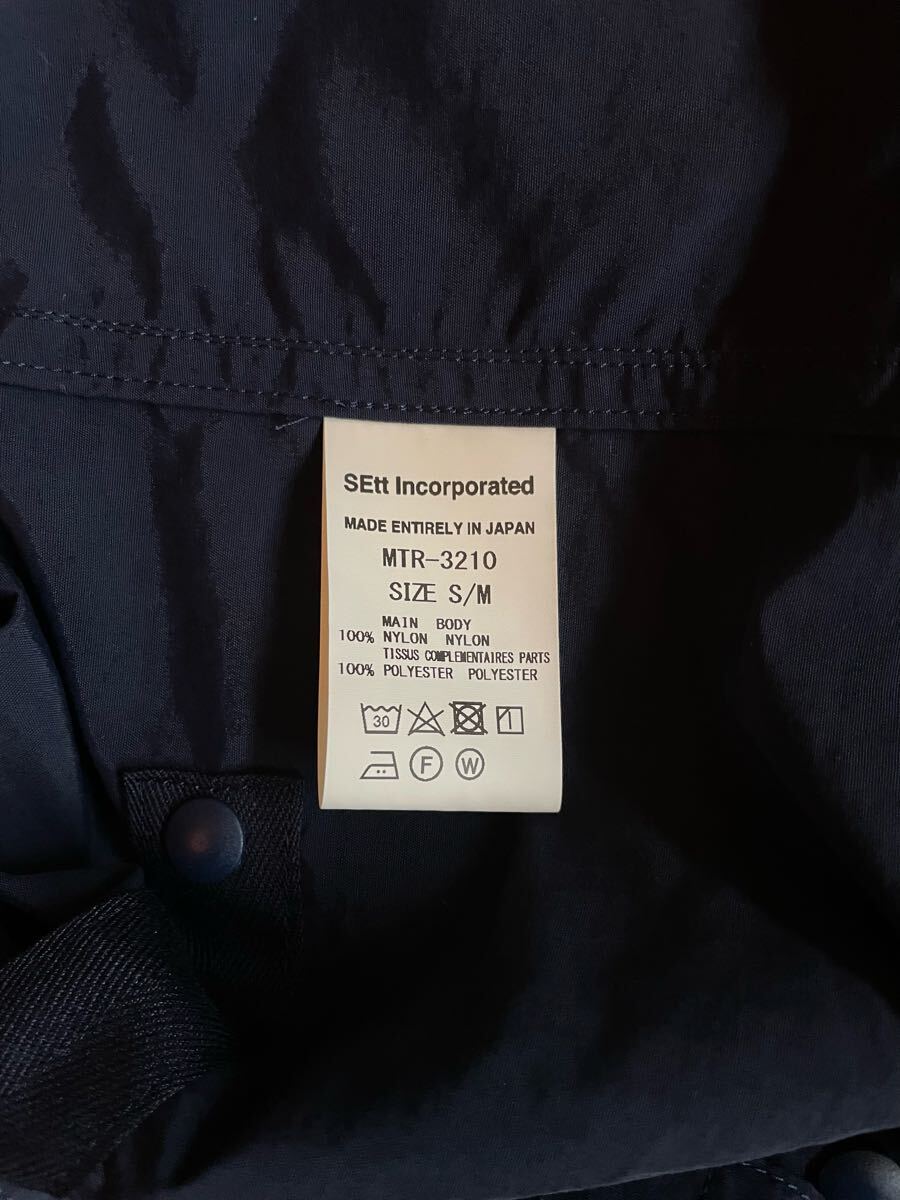 SEtt Incorporated
MADE ENTIRELY IN JAPAN
MTR-3210
SIZE S/M
MAIN BODY
100% NYLON NYLON
TISSUS COMPLEMENTAIRES PARTS
100% POLYESTER POLYESTER
30
F W